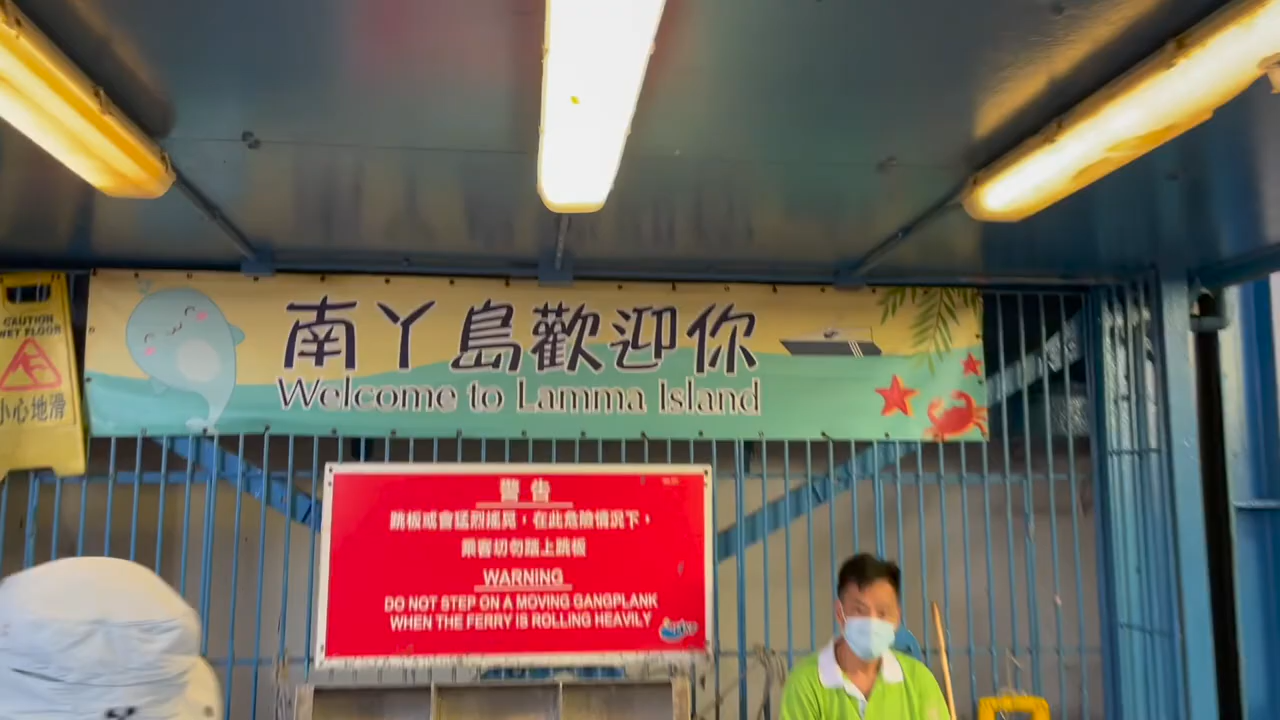 南丫島歡迎你
Welcome to Lamma Island
CAUTION
WET FLOOR
小心地滑
警告
跳板或會猛烈搖晃，在此危險情況下，
乘客切勿踏上跳板
WARNING
DO NOT STEP ON A MOVING GANGPLANK
WHEN THE FERRY IS ROLLING HEAVILY